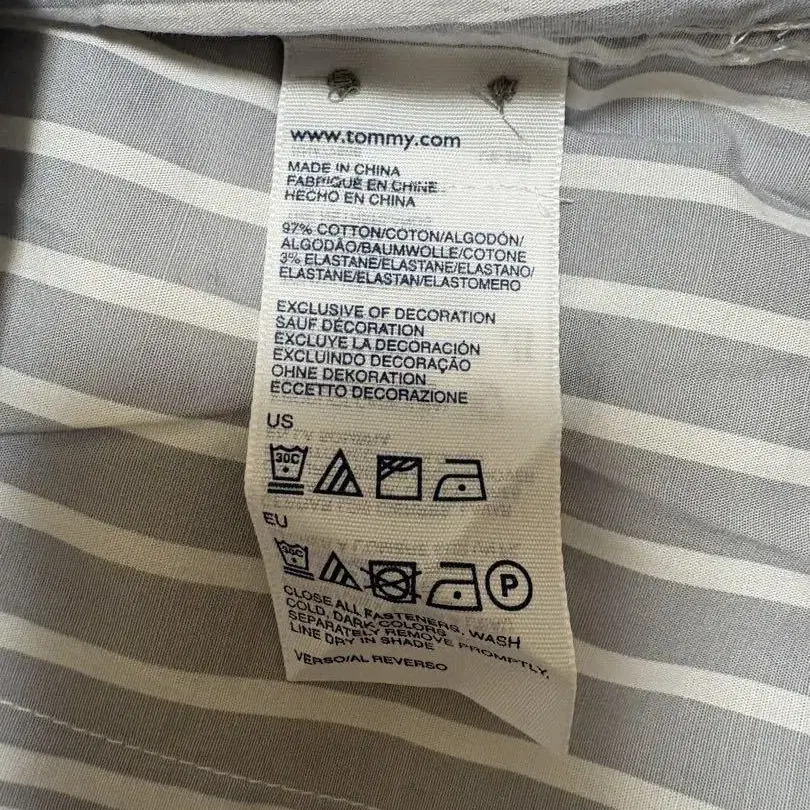 www.tommy.com
MADE IN CHINA
FABRIQUÉ EN CHINE
HECHO EN CHINA
97% COTTON/COTON/ALGODÓN/
ALGODÃO/BAUMWOLLE/COTONE
3% ELASTANE/ELASTANE/ELASTANO/
ELASTANE/ELASTAN/ELASTOMERO
EXCLUSIVE OF DECORATION
SAUF DÉCORATION
EXCLUYE LA DECORACIÓN
EXCLUINDO DECORAÇÃO
OHNE DEKORATION
ECCETTO DECORAZIONE
US
30C
EU
30C
P
CLOSE ALL FASTENERS, WASH
COLD, DARK COLORS
SEPARATELY REMOVE PROMPTLY,
LINE DRY IN SHADE
VERSO/AL REVERSO